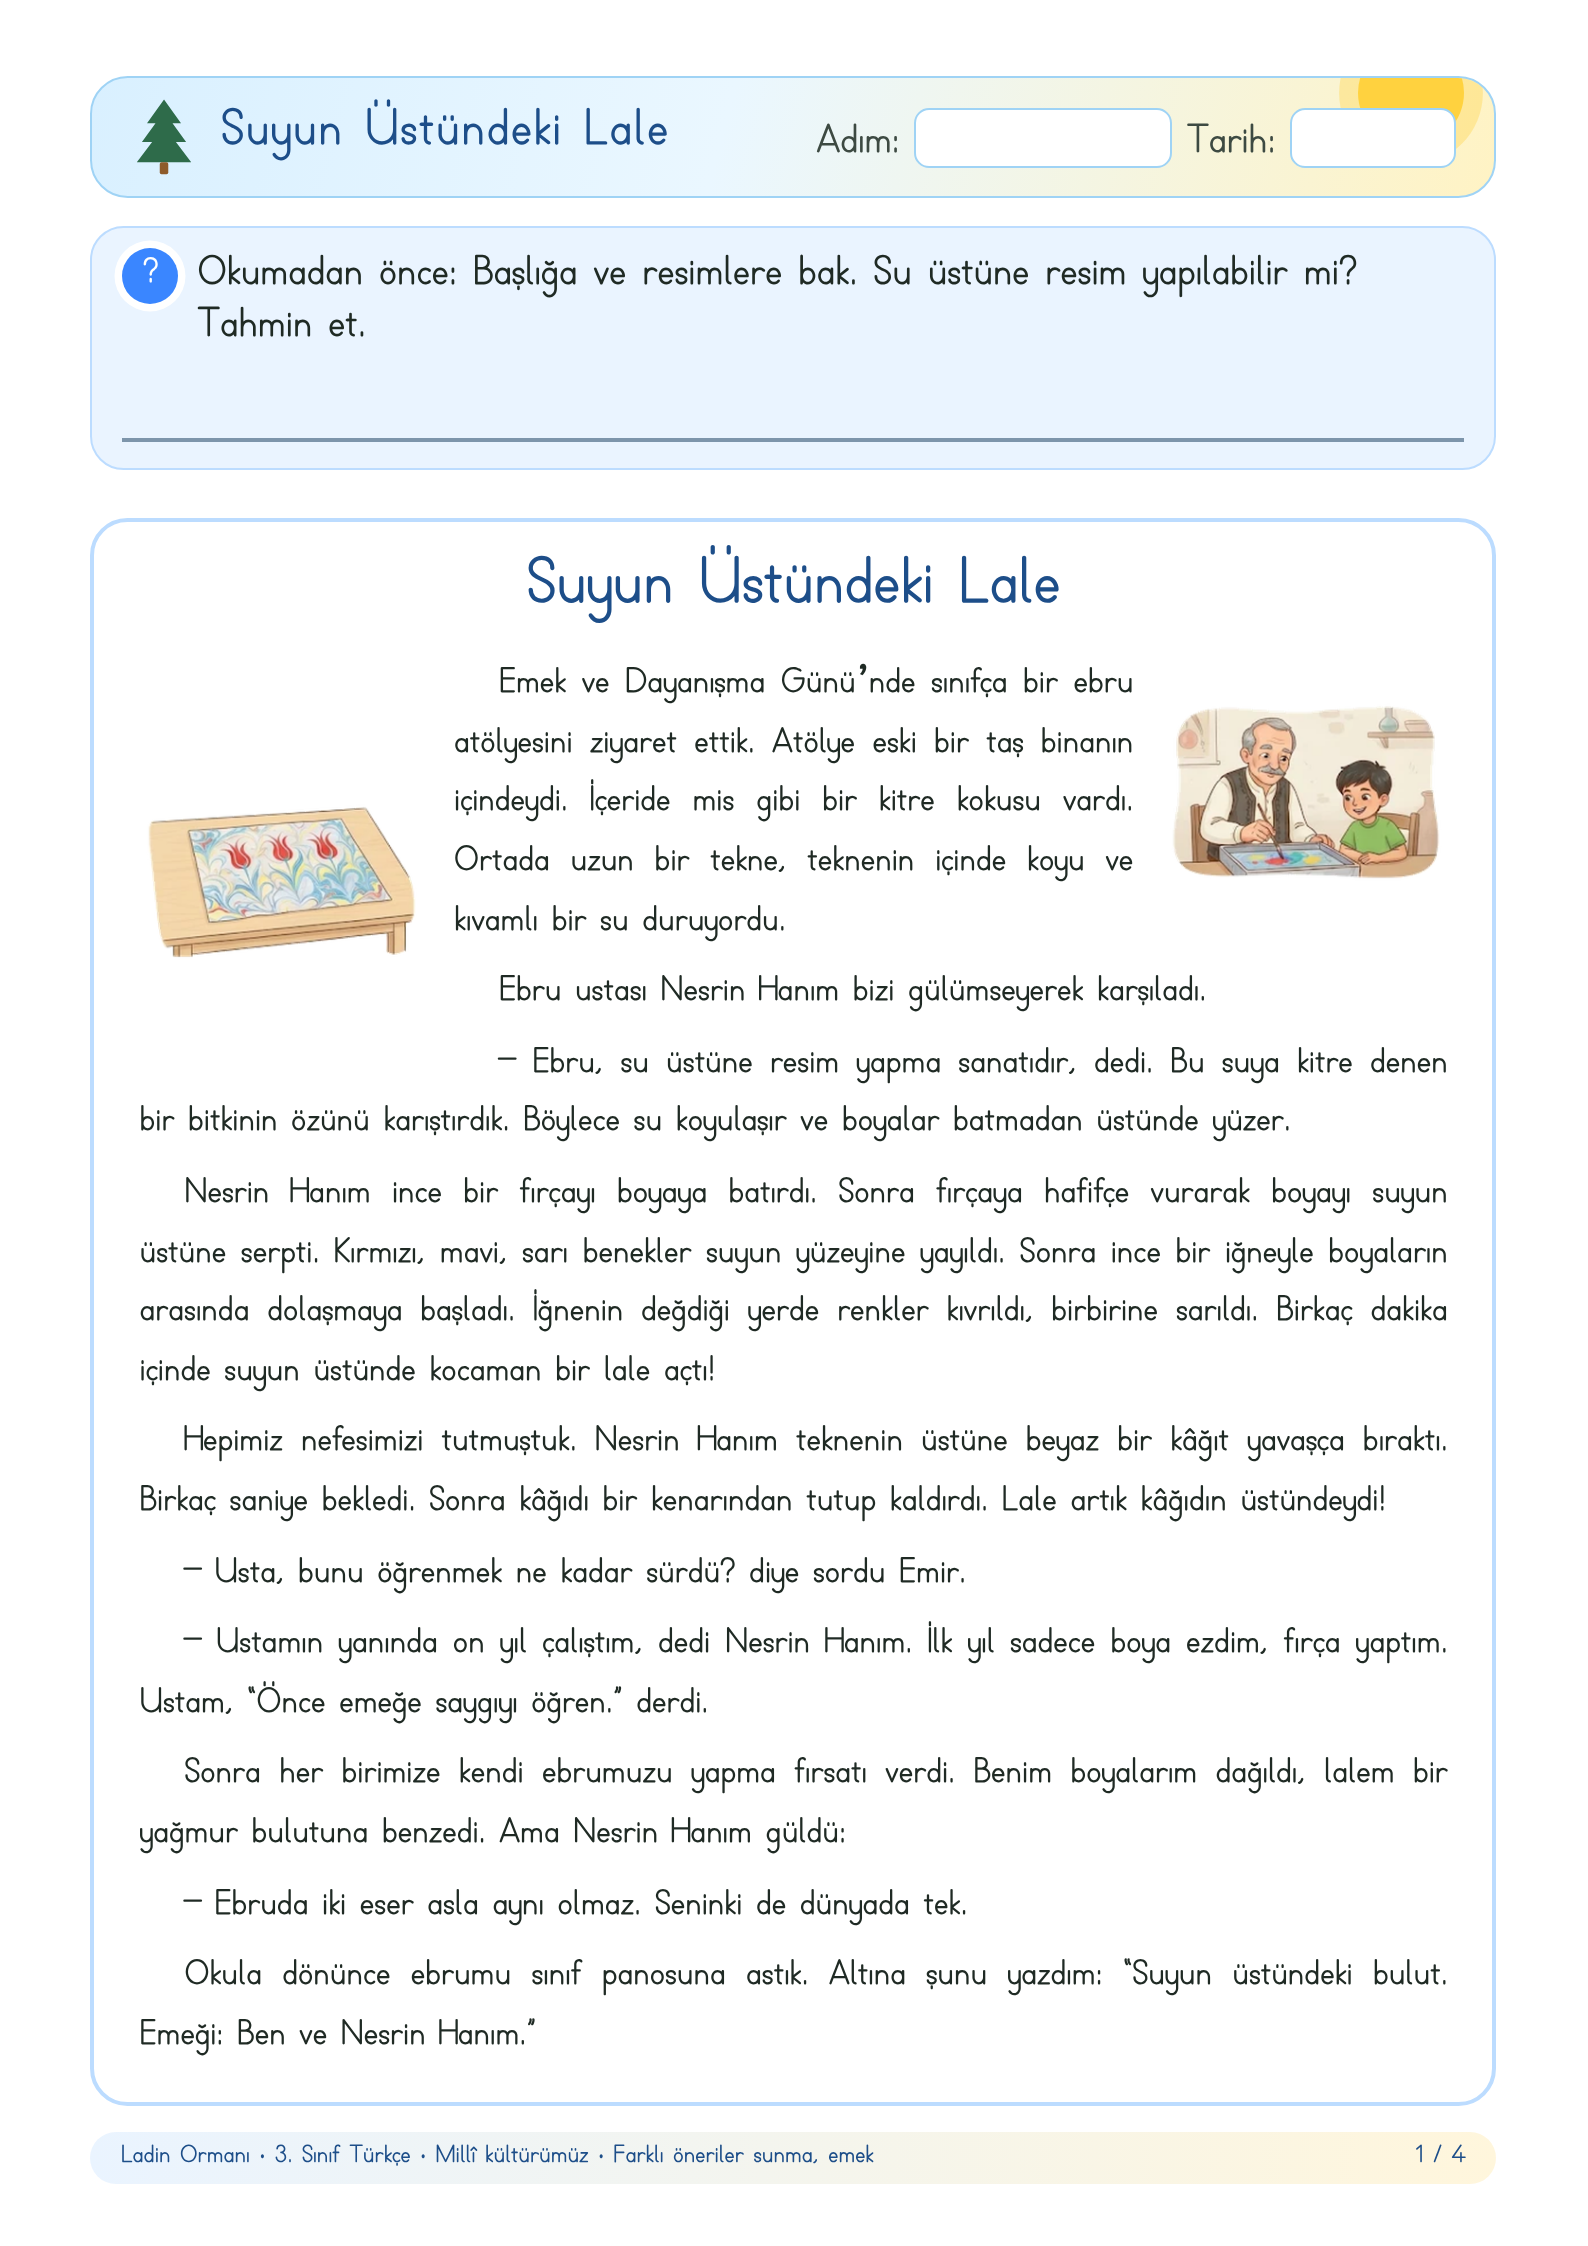 Suyun Üstündeki Lale
Adım:
Tarih:
?
Okumadan önce: Başlığa ve resimlere bak. Su üstüne resim yapılabilir mi?
Tahmin et.
Suyun Üstündeki Lale
Emek ve Dayanışma Günü’nde sınıfça bir ebru
atölyesini ziyaret ettik. Atölye eski bir taş binanın
içindeydi. İçeride mis gibi bir kitre kokusu vardı.
Ortada uzun bir tekne, teknenin içinde koyu ve
kıvamlı bir su duruyordu.
Ebru ustası Nesrin Hanım bizi gülümseyerek karşıladı.
– Ebru, su üstüne resim yapma sanatıdır, dedi. Bu suya kitre denen
bir bitkinin özünü karıştırdık. Böylece su koyulaşır ve boyalar batmadan üstünde yüzer.
Nesrin Hanım ince bir fırçayı boyaya batırdı. Sonra fırçaya hafifçe vurarak boyayı suyun
üstüne serpti. Kırmızı, mavi, sarı benekler suyun yüzeyine yayıldı. Sonra ince bir iğneyle boyaların
arasında dolaşmaya başladı. İğnenin değdiği yerde renkler kıvrıldı, birbirine sarıldı. Birkaç dakika
içinde suyun üstünde kocaman bir lale açtı!
Hepimiz nefesimizi tutmuştuk. Nesrin Hanım teknenin üstüne beyaz bir kâğıt yavaşça bıraktı.
Birkaç saniye bekledi. Sonra kâğıdı bir kenarından tutup kaldırdı. Lale artık kâğıdın üstündeydi!
– Usta, bunu öğrenmek ne kadar sürdü? diye sordu Emir.
– Ustamın yanında on yıl çalıştım, dedi Nesrin Hanım. İlk yıl sadece boya ezdim, fırça yaptım.
Ustam, “Önce emeğe saygıyı öğren.” derdi.
Sonra her birimize kendi ebrumuzu yapma fırsatı verdi. Benim boyalarım dağıldı, lalem bir
yağmur bulutuna benzedi. Ama Nesrin Hanım güldü:
– Ebruda iki eser asla aynı olmaz. Seninki de dünyada tek.
Okula dönünce ebrumu sınıf panosuna astık. Altına şunu yazdım: “Suyun üstündeki bulut.
Emeği: Ben ve Nesrin Hanım.”
Ladin Ormanı • 3. Sınıf Türkçe • Millî kültürümüz • Farklı öneriler sunma, emek
1 / 4